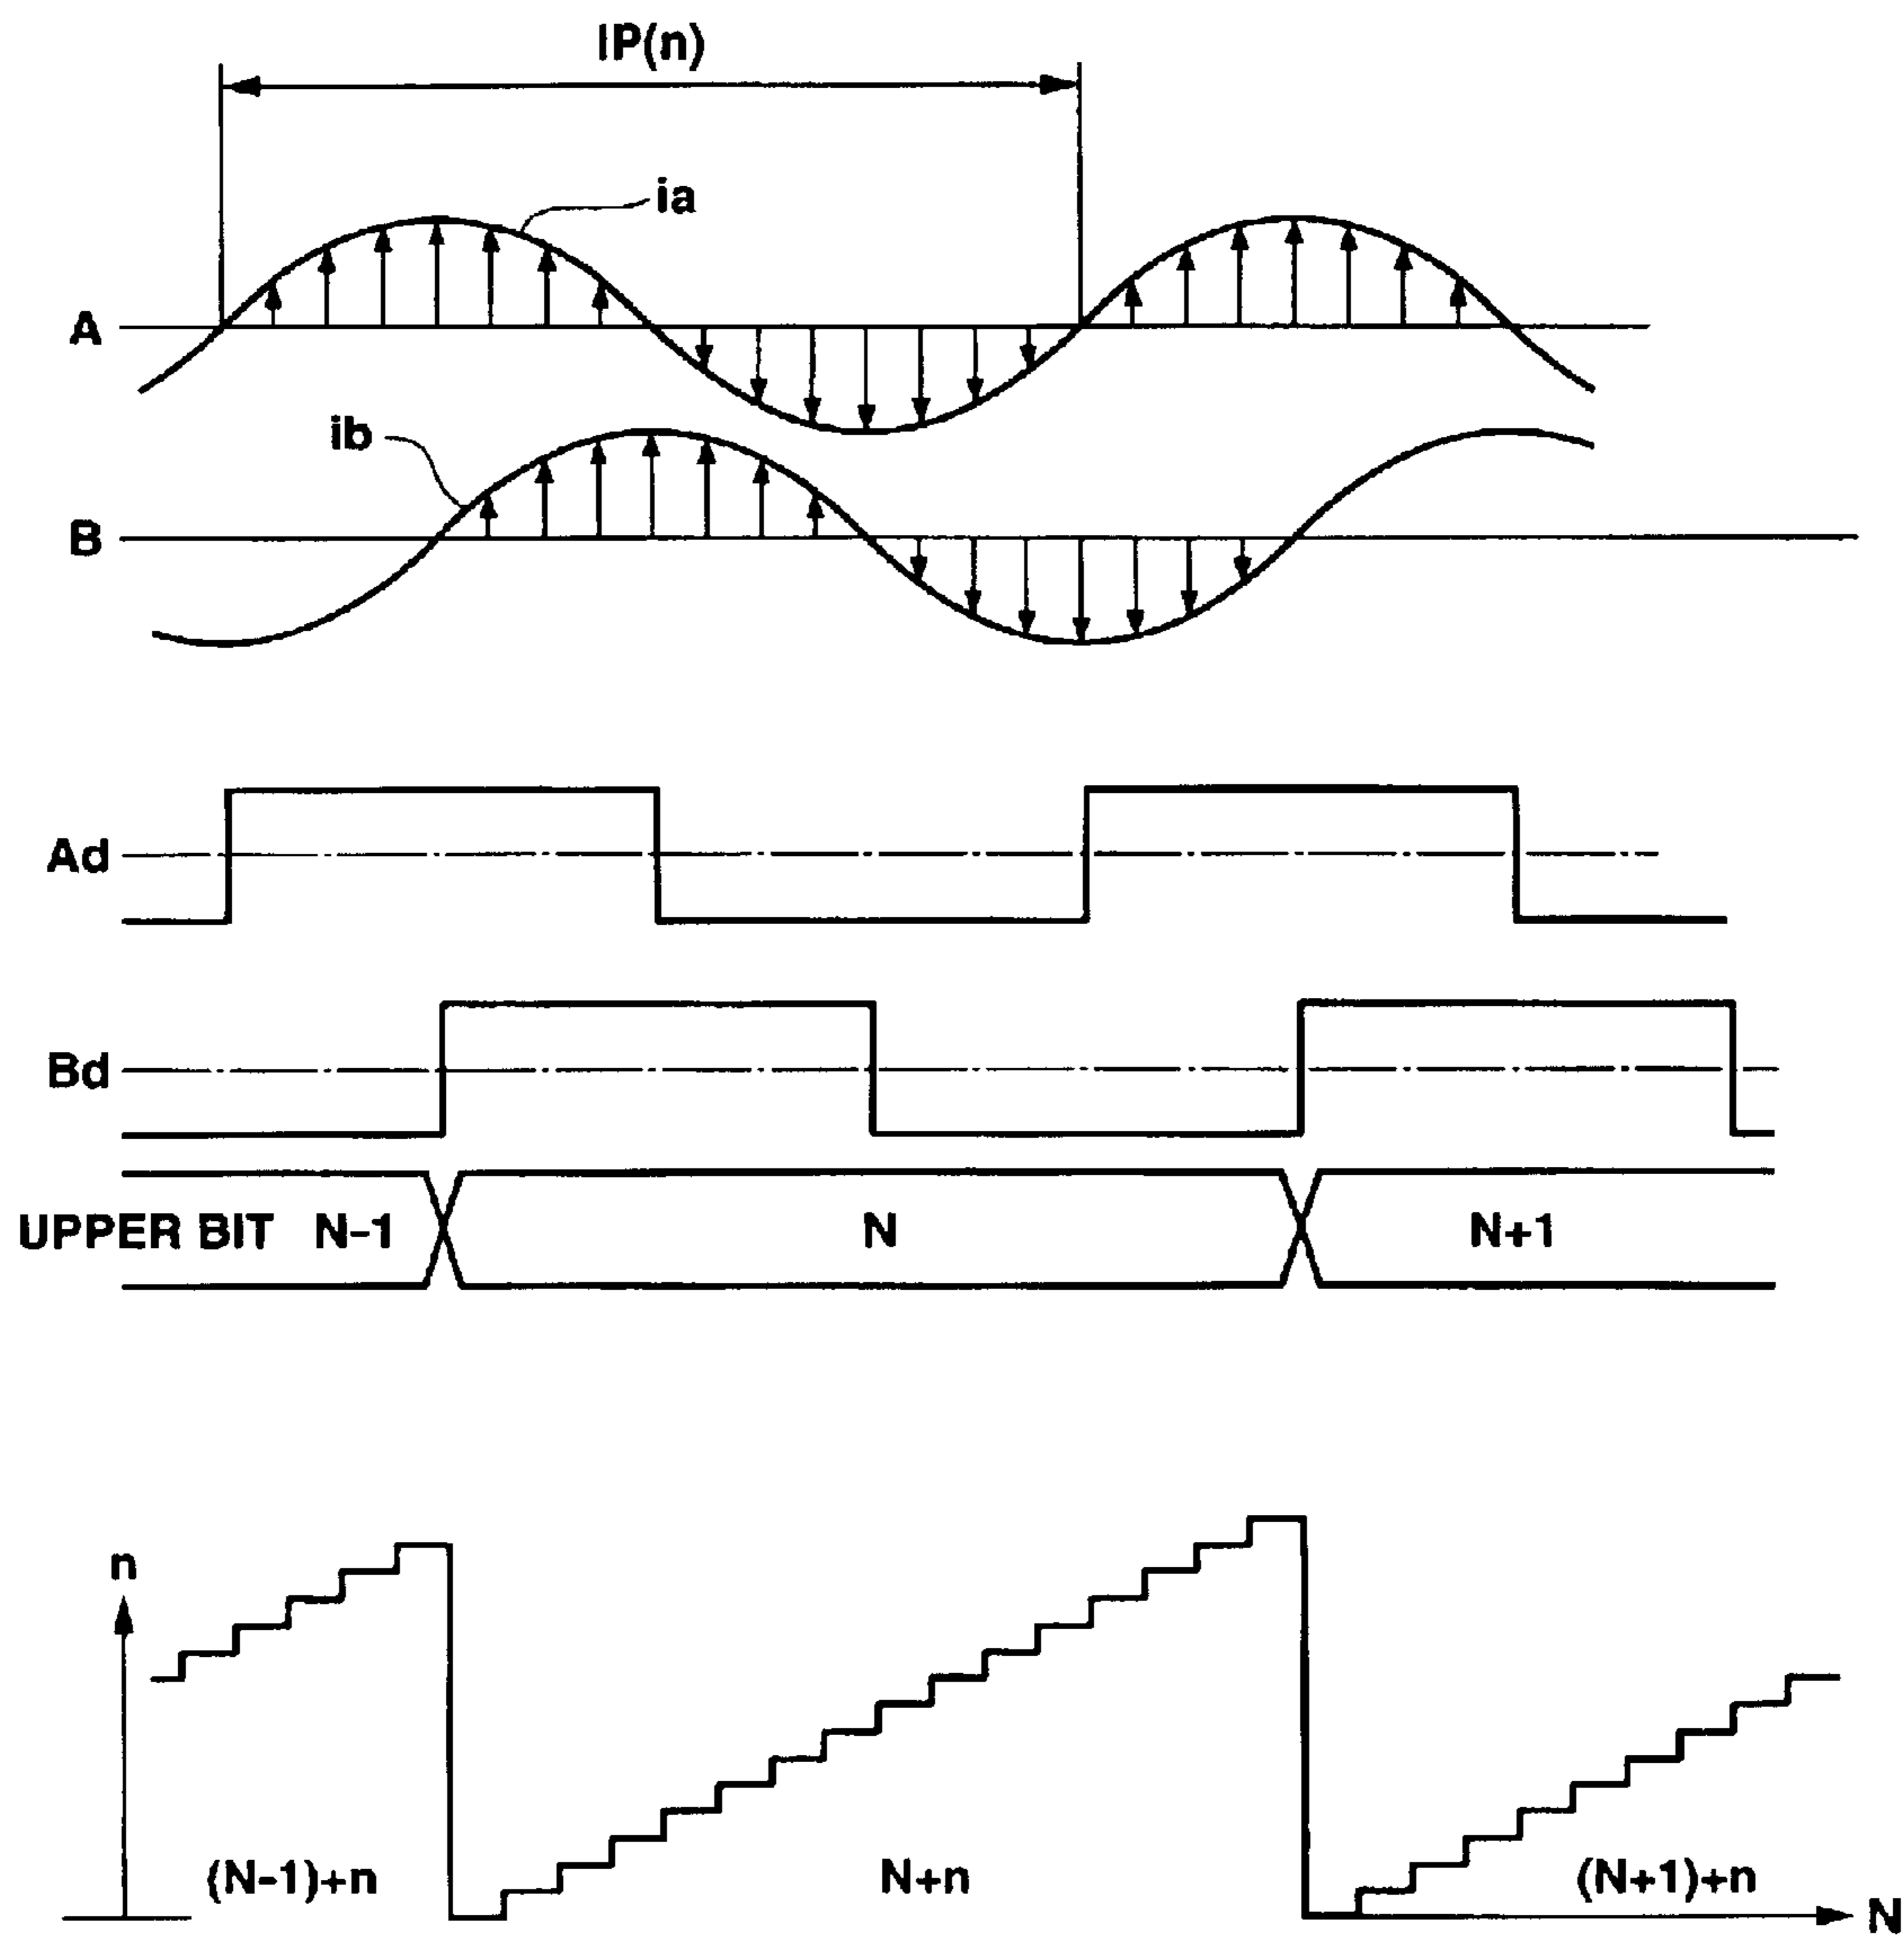 IP(n)
ia
A
ib
B
Ad
Bd
UPPER BIT N-1 N N+1
n
(N-1)+n N+n (N+1)+n
N